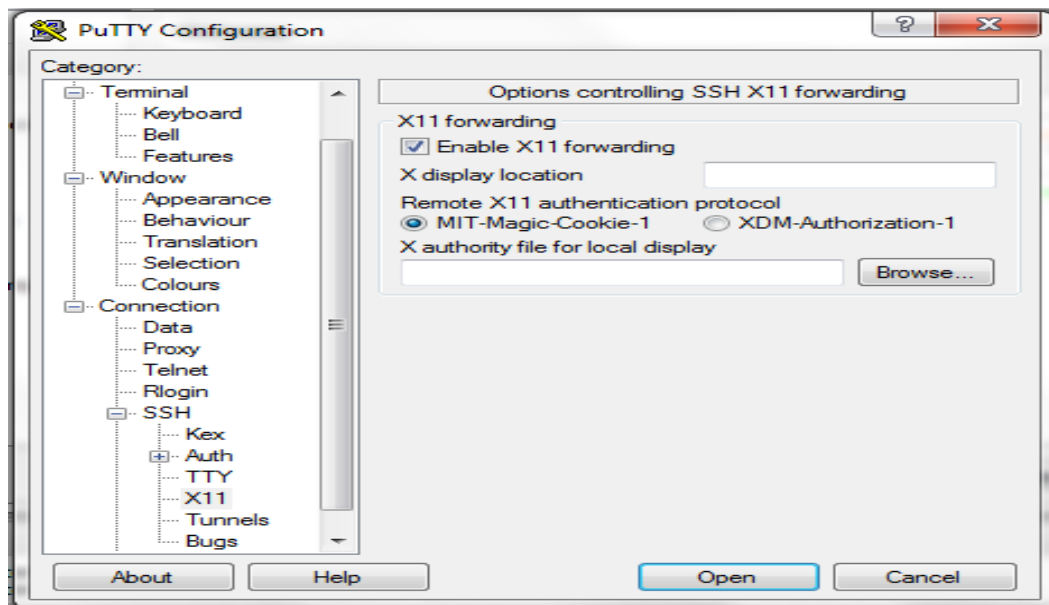 PuTTY Configuration
Category:
Terminal
Keyboard
Bell
Features
Window
Appearance
Behaviour
Translation
Selection
Colours
Connection
Data
Proxy
Telnet
Rlogin
SSH
Kex
Auth
TTY
X11
Tunnels
Bugs
Options controlling SSH X11 forwarding
X11 forwarding
Enable X11 forwarding
X display location
Remote X11 authentication protocol
MIT-Magic-Cookie-1 XDM-Authorization-1
X authority file for local display
Browse...
About Help Open Cancel